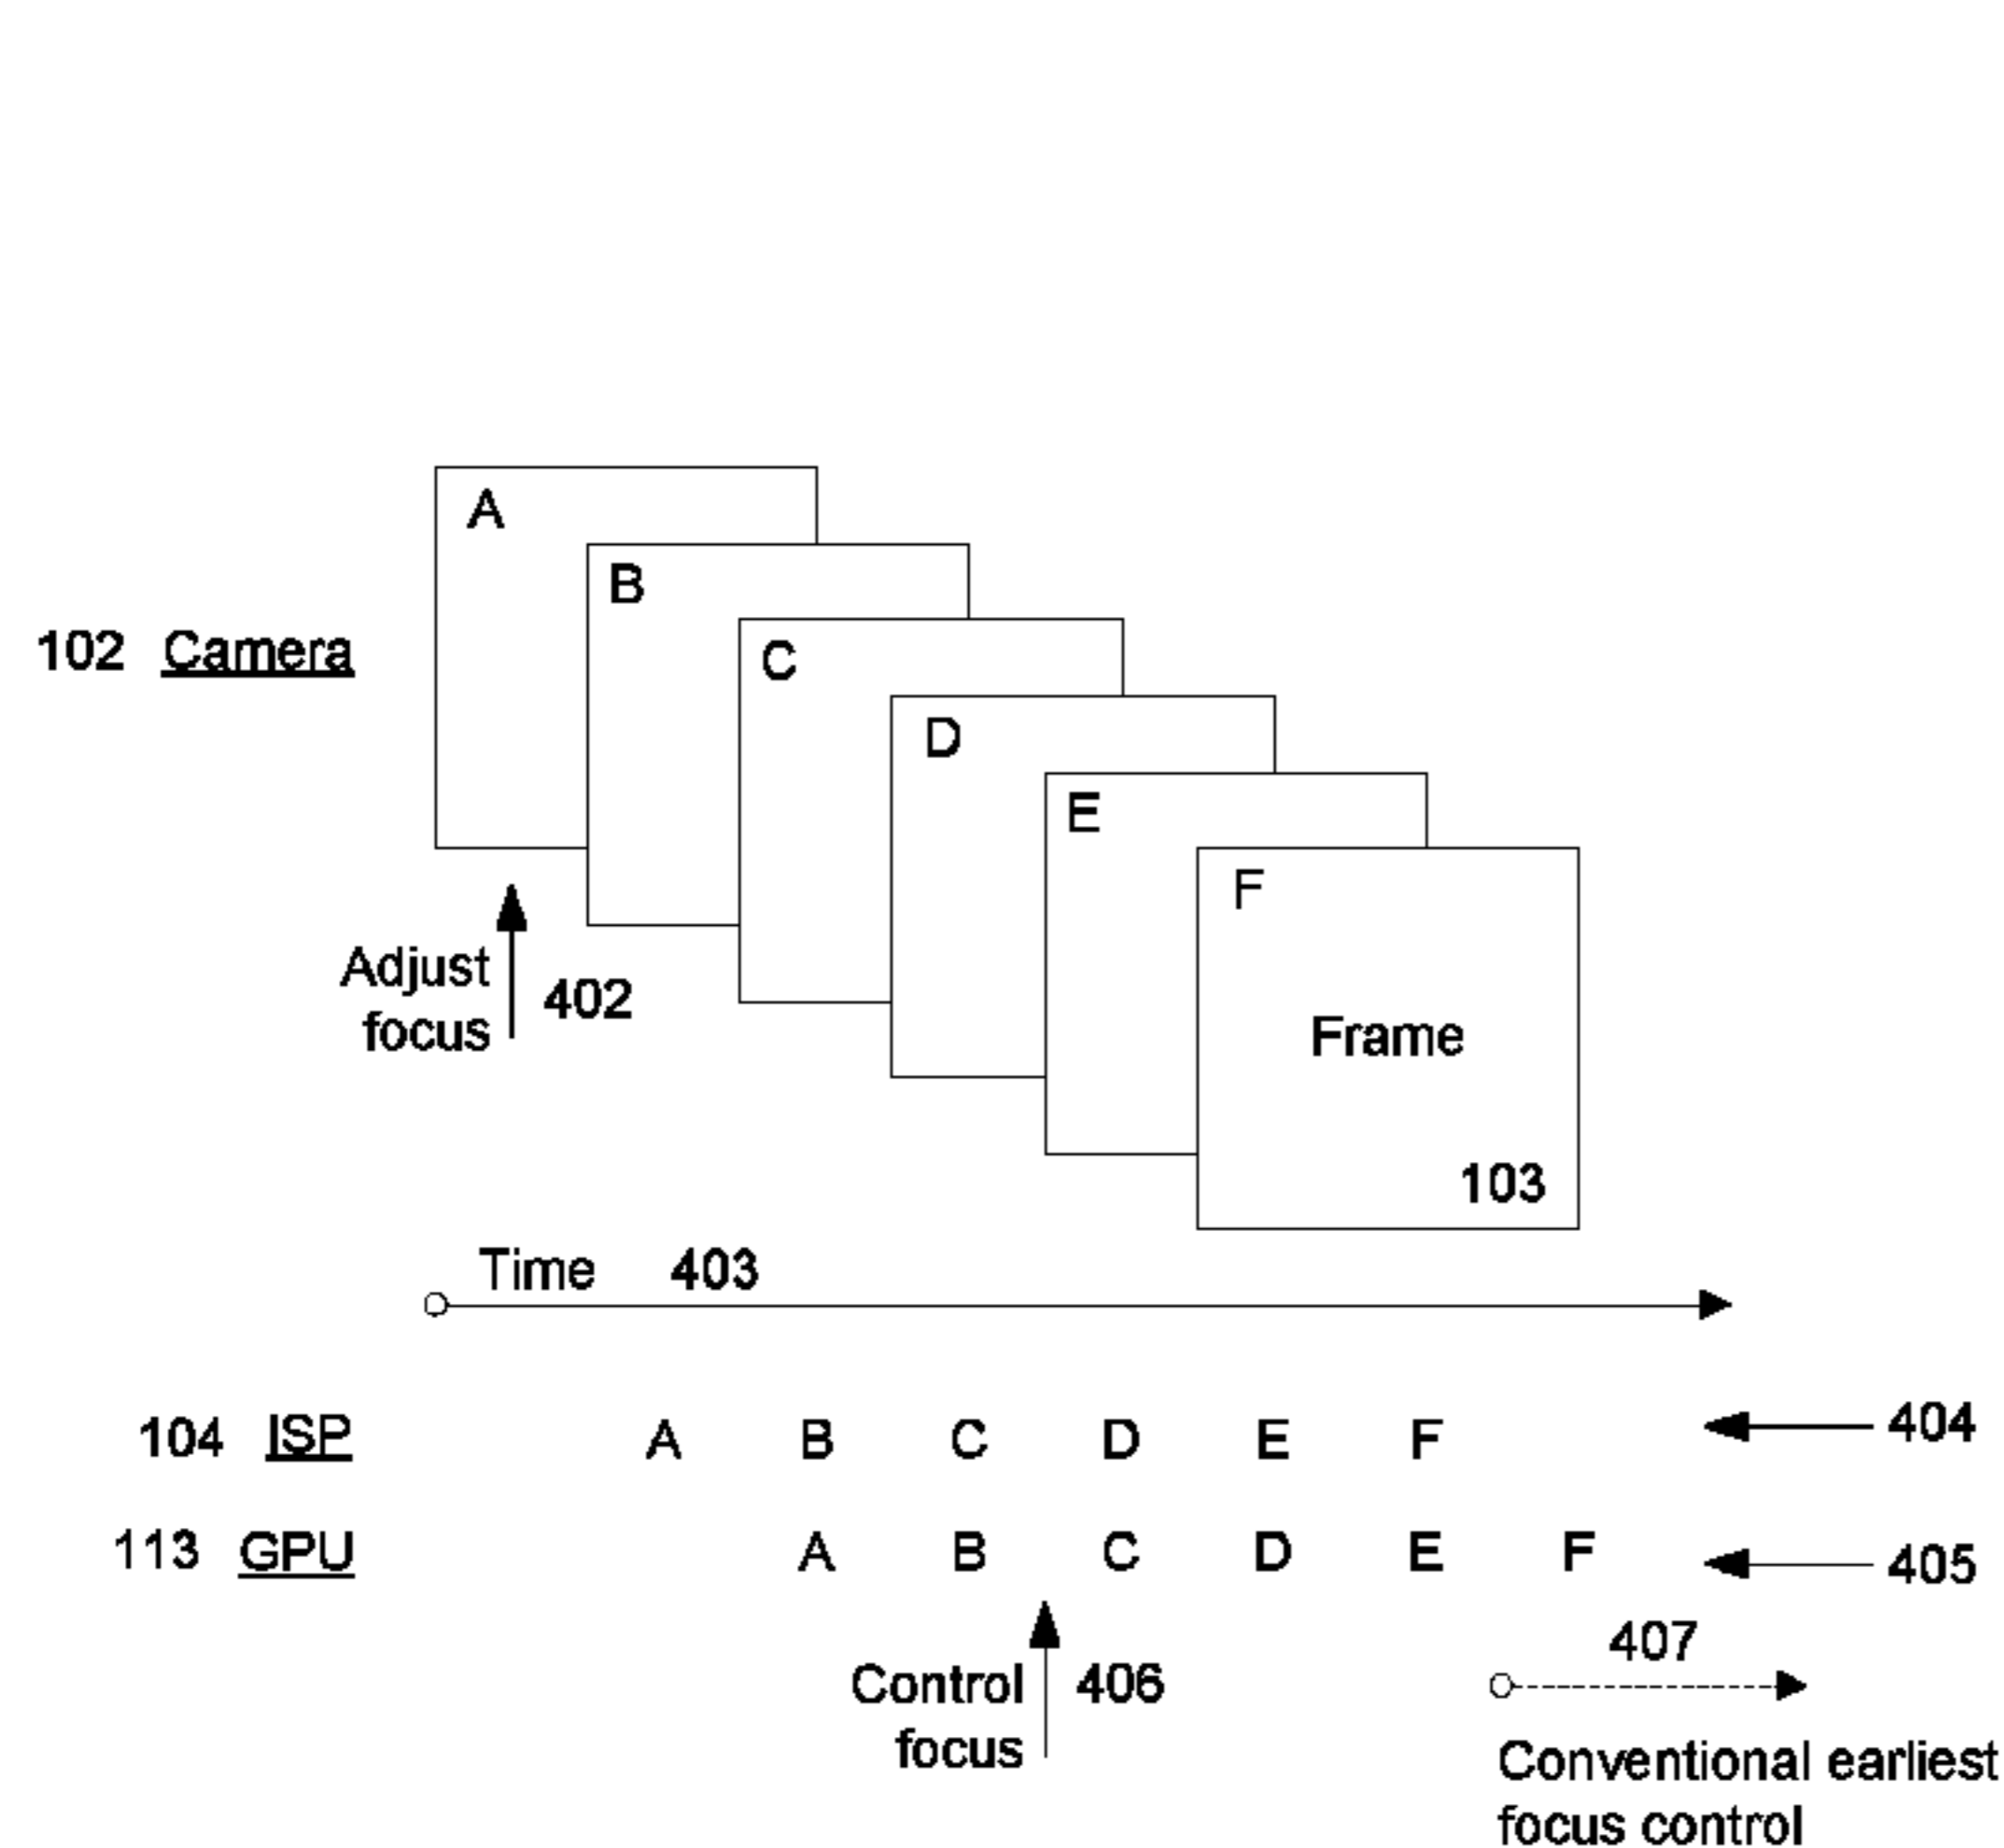 A
B
102 Camera
C
D
E
F
Adjust
focus
402
Frame
103
Time 403
104 ISP A B C D E F 404
113 GPU A B C D E F 405
407
Control
focus
406
Conventional earliest
focus control